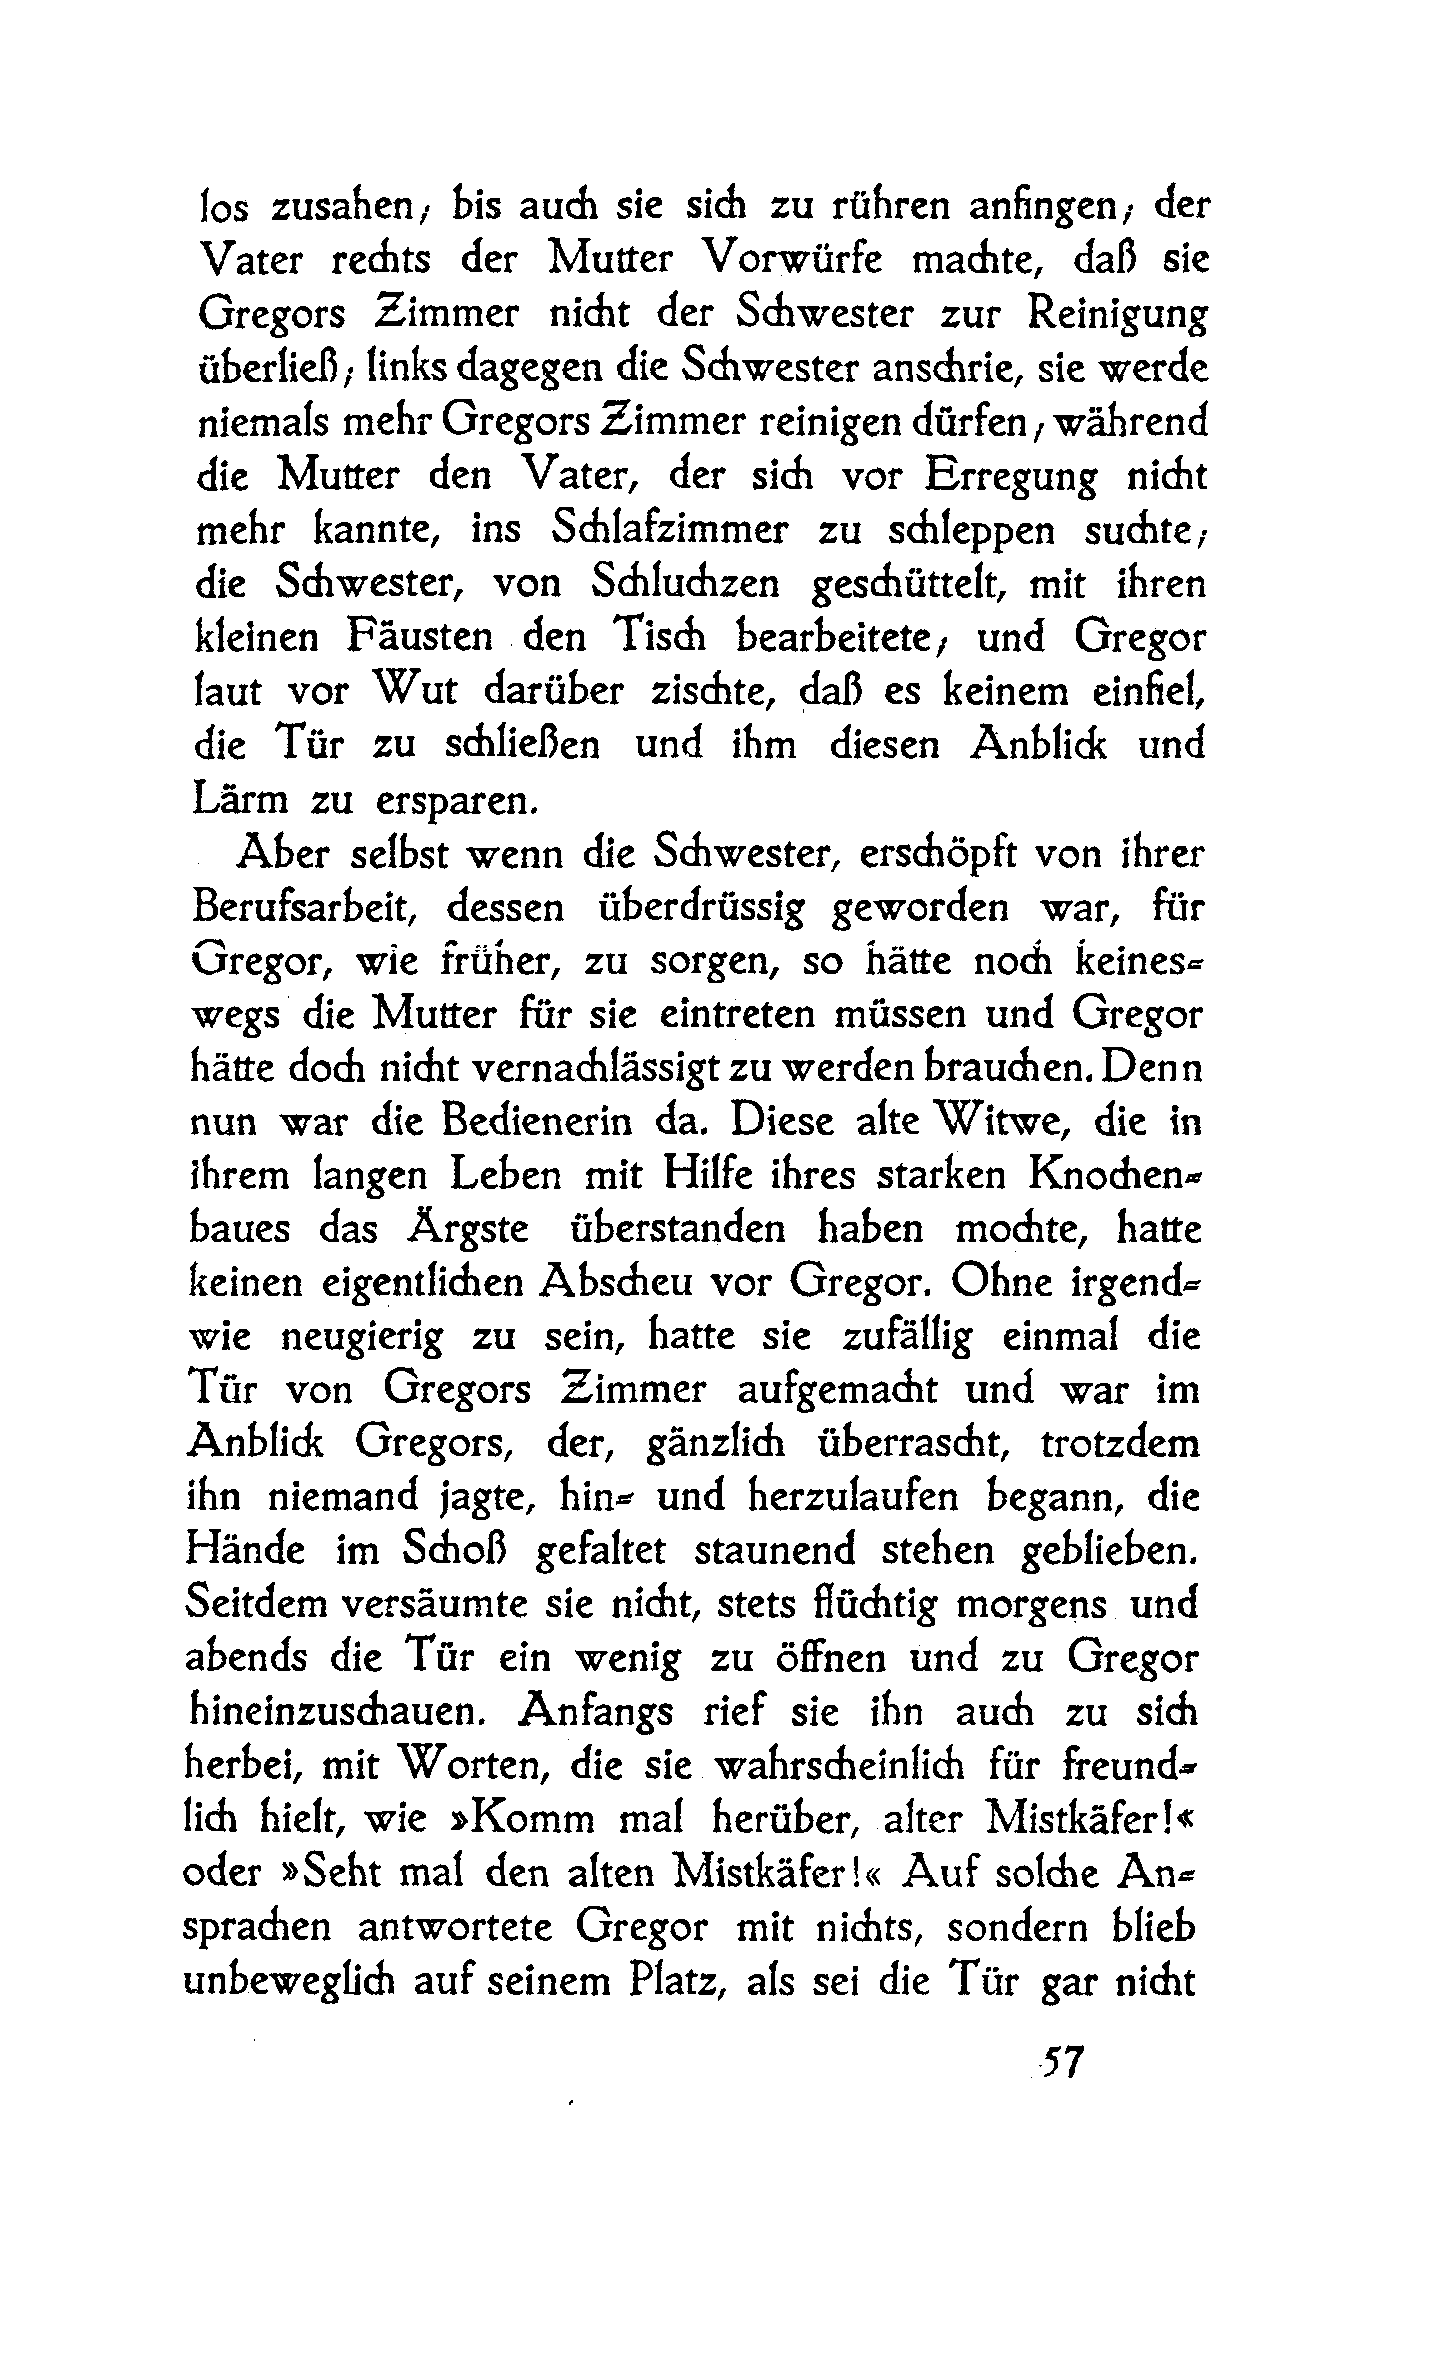 los zusahen; bis auch sie sich zu rühren anfingen; der
Vater rechts der Mutter Vorwürfe machte, daß sie
Gregors Zimmer nicht der Schwester zur Reinigung
überließ; links dagegen die Schwester anschrie, sie werde
niemals mehr Gregors Zimmer reinigen dürfen; während
die Mutter den Vater, der sich vor Erregung nicht
mehr kannte, ins Schlafzimmer zu schleppen suchte;
die Schwester, von Schluchzen geschüttelt, mit ihren
kleinen Fäusten den Tisch bearbeitete; und Gregor
laut vor Wut darüber zischte, daß es keinem einfiel,
die Tür zu schließen und ihm diesen Anblick und
Lärm zu ersparen.
Aber selbst wenn die Schwester, erschöpft von ihrer
Berufsarbeit, dessen überdrüssig geworden war, für
Gregor, wie früher, zu sorgen, so hätte noch keines-
wegs die Mutter für sie eintreten müssen und Gregor
hätte doch nicht vernachlässigt zu werden brauchen. Denn
nun war die Bedienerin da. Diese alte Witwe, die in
ihrem langen Leben mit Hilfe ihres starken Knochen-
baues das Ärgste überstanden haben mochte, hatte
keinen eigentlichen Abscheu vor Gregor. Ohne irgend-
wie neugierig zu sein, hatte sie zufällig einmal die
Tür von Gregors Zimmer aufgemacht und war im
Anblick Gregors, der, gänzlich überrascht, trotzdem
ihn niemand jagte, hin- und herzulaufen begann, die
Hände im Schoß gefaltet staunend stehen geblieben.
Seitdem versäumte sie nicht, stets flüchtig morgens und
abends die Tür ein wenig zu öffnen und zu Gregor
hineinzuschauen. Anfangs rief sie ihn auch zu sich
herbei, mit Worten, die sie wahrscheinlich für freund-
lich hielt, wie »Komm mal herüber, alter Mistkäfer!«
oder »Seht mal den alten Mistkäfer!« Auf solche An-
sprachen antwortete Gregor mit nichts, sondern blieb
unbeweglich auf seinem Platz, als sei die Tür gar nicht
57